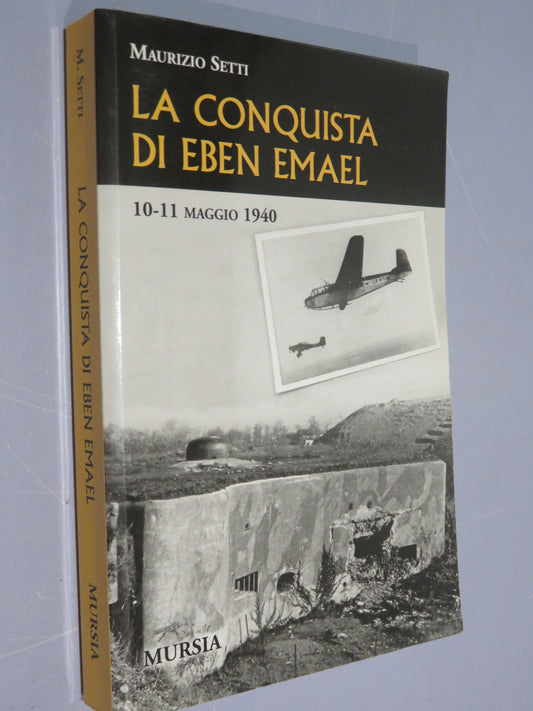 Maurizio Setti
LA CONQUISTA
DI EBEN EMAEL
10-11 MAGGIO 1940
MURSIA
M. Setti
LA CONQUISTA DI EBEN EMAEL
MURSIA